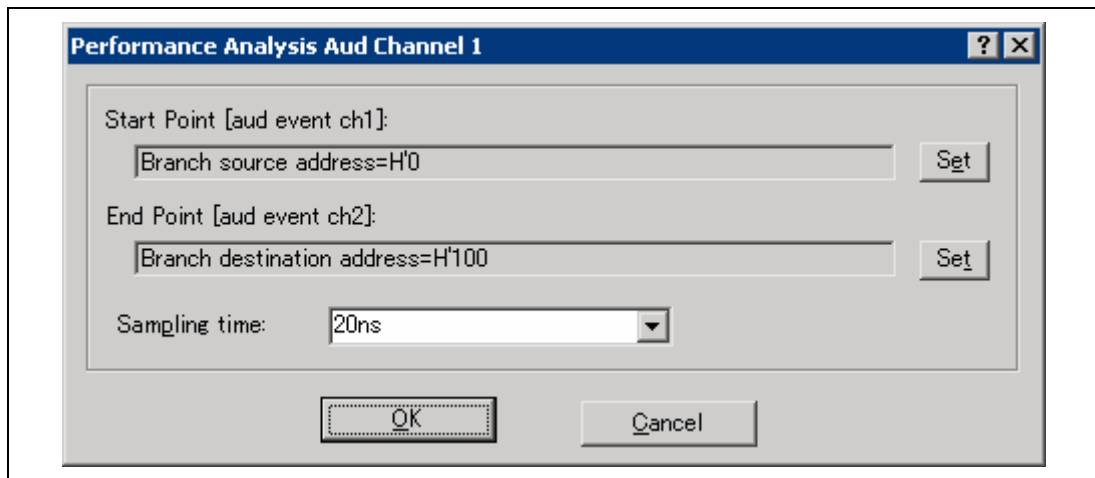 Performance Analysis Aud Channel 1
Start Point [aud event ch1]:
Branch source address=H'0
Set
End Point [aud event ch2]:
Branch destination address=H'100
Set
Sampling time:
20ns
OK
Cancel